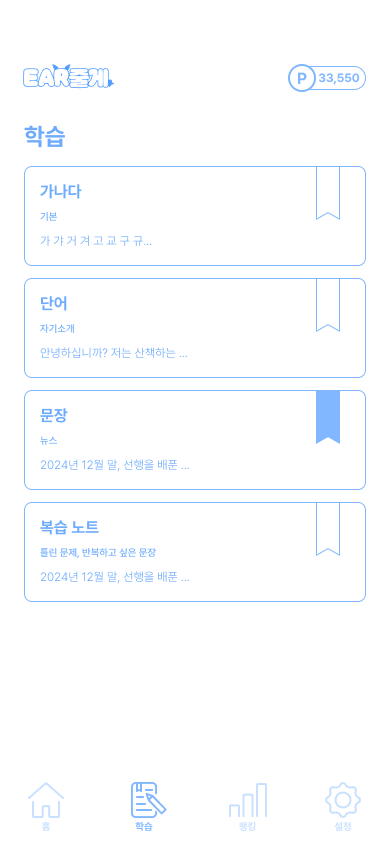 EAR줄게
P 33,550
학습
가나다
기본
가 갸 거 겨 고 교 구 규...
단어
자기소개
안녕하십니까? 저는 산책하는 ...
문장
뉴스
2024년 12월 말, 선행을 배푼 ...
복습 노트
틀린 문제, 반복하고 싶은 문장
2024년 12월 말, 선행을 배푼 ...
홈 학습 랭킹 설정